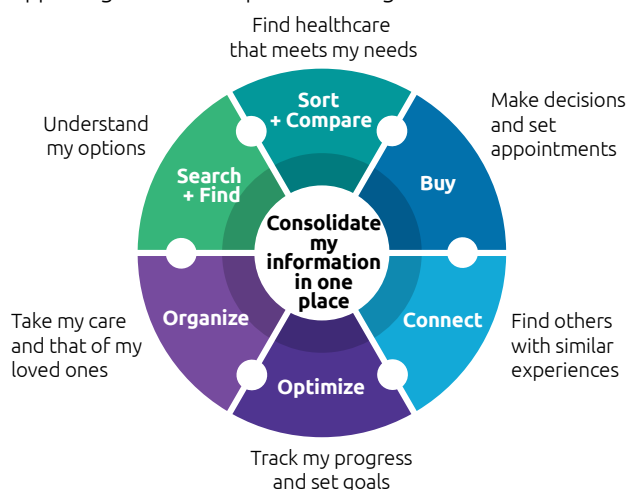 Find healthcare
that meets my needs
Sort
+ Compare
Make decisions
and set
appointments
Buy
Understand
my options
Search
+ Find
Consolidate
my
information
in one
place
Organize
Take my care
and that of my
loved ones
Connect
Find others
with similar
experiences
Optimize
Track my progress
and set goals